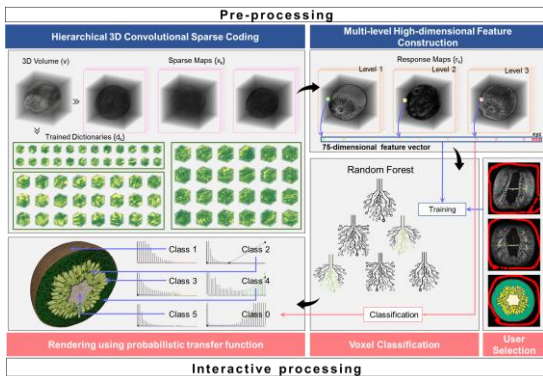 Pre-processing
Hierarchical 3D Convolutional Sparse Coding
Multi-level High-dimensional Feature
Construction
3D Volume (v)
Sparse Maps {xₖ}
Response Maps {rₖ}
Level 1
Level 2
Level 3
Trained Dictionaries {dₖ}
75-dimensional feature vector
Random Forest
Training
Class 1
Class 2
Class 3
Class 4
Class 5
Class 0
Classification
Rendering using probabilistic transfer function
Voxel Classification
User
Selection
Interactive processing